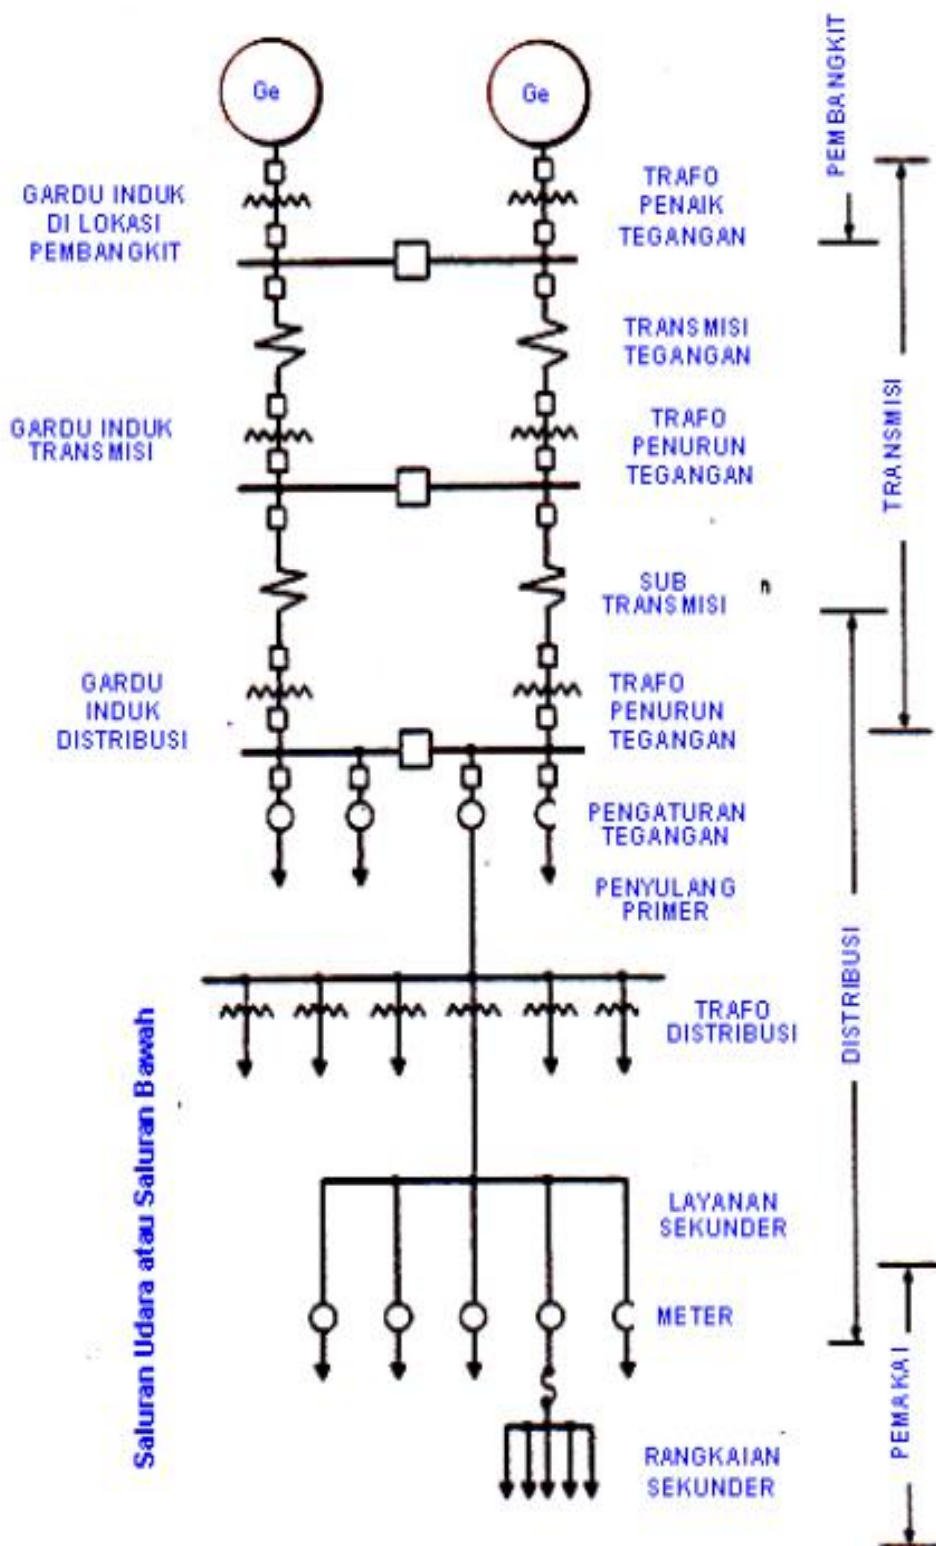 Ge
Ge
PEMBANGKIT
GARDU INDUK
DI LOKASI
PEMBANGKIT
TRAFO
PENAIK
TEGANGAN
TRANSMISI
TEGANGAN
GARDU INDUK
TRANSMISI
TRAFO
PENURUN
TEGANGAN
TRANSMISI
SUB
TRANSMISI
GARDU
INDUK
DISTRIBUSI
TRAFO
PENURUN
TEGANGAN
PENGATURAN
TEGANGAN
PENYULANG
PRIMER
DISTRIBUSI
TRAFO
DISTRIBUSI
Saluran Udara atau Saluran Bawah
LAYANAN
SEKUNDER
METER
PEMAKAI
RANGKAIAN
SEKUNDER